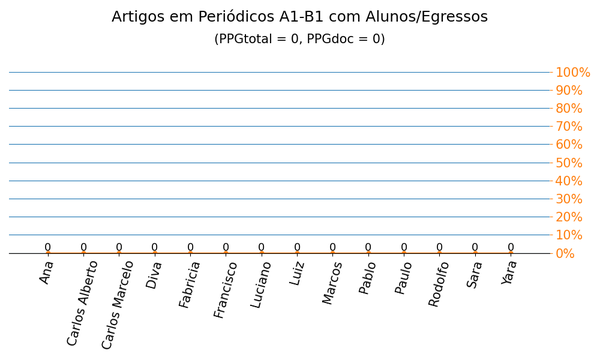 Artigos em Periódicos A1-B1 com Alunos/Egressos
(PPGtotal = 0, PPGdoc = 0)
100%
90%
80%
70%
60%
50%
40%
30%
20%
10%
0%
0 0 0 0 0 0 0 0 0 0 0 0 0 0
Ana
Carlos Alberto
Carlos Marcelo
Diva
Fabricia
Francisco
Luciano
Luiz
Marcos
Pablo
Paulo
Rodolfo
Sara
Yara